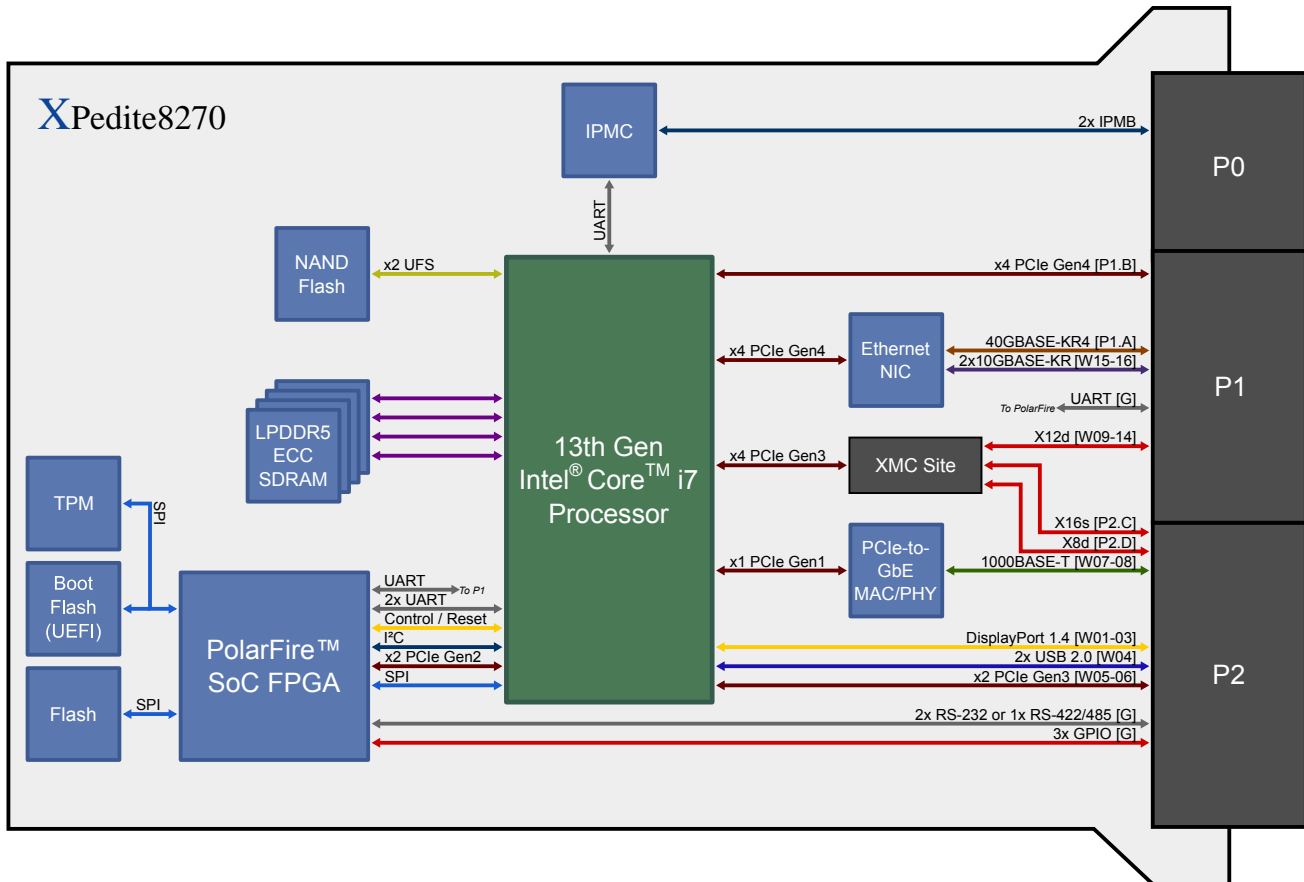 XPedite8270
IPMC
2x IPMB
P0
UART
NAND
Flash
x2 UFS
x4 PCIe Gen4 [P1.B]
x4 PCIe Gen4
Ethernet
NIC
40GBASE-KR4 [P1.A]
2x10GBASE-KR [W15-16]
P1
To PolarFire
UART [G]
LPDDR5
ECC
SDRAM
13th Gen
Intel® Core™ i7
Processor
x4 PCIe Gen3
XMC Site
X12d [W09-14]
X16s [P2.C]
X8d [P2.D]
TPM
SPI
Boot
Flash
(UEFI)
Flash
SPI
PolarFire™
SoC FPGA
UART
To P1
2x UART
Control / Reset
I²C
x2 PCIe Gen2
SPI
x1 PCIe Gen1
PCIe-to-
GbE
MAC/PHY
1000BASE-T [W07-08]
DisplayPort 1.4 [W01-03]
2x USB 2.0 [W04]
x2 PCIe Gen3 [W05-06]
P2
2x RS-232 or 1x RS-422/485 [G]
3x GPIO [G]